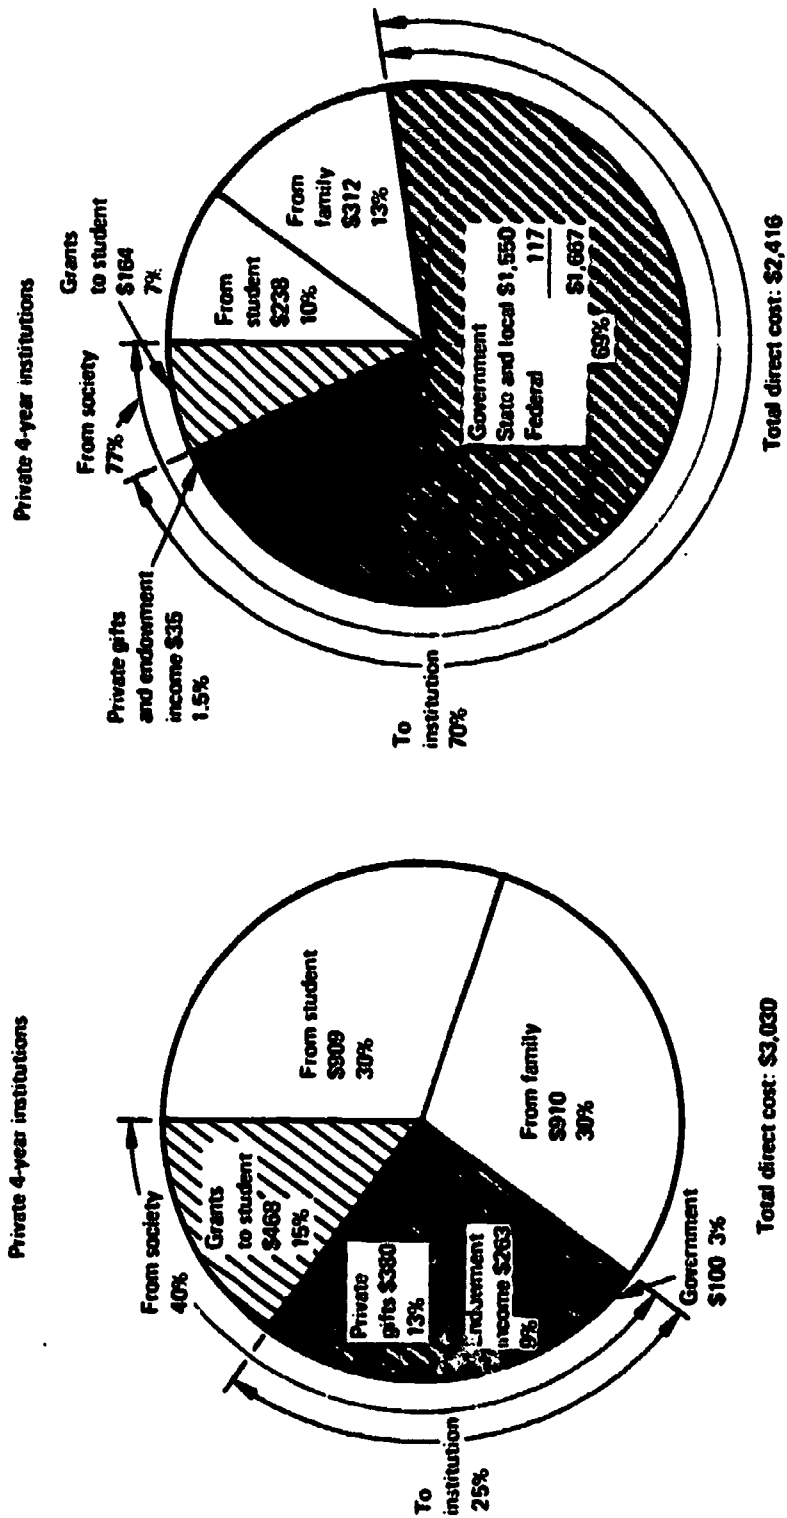 Private 4-year institutions
From society
40%
Grants
to student
$468
15%
From student
$909
30%
To
institution
25%
Private
gifts $380
13%
Endowment
income $263
9%
From family
$910
30%
Government
$100 3%
Total direct cost: $3,030
Private 4-year institutions
Grants
to student
$164
7%
From society
77%
Private gifts
and endowment
income $35
1.5%
From
student
$238
10%
From
family
$312
13%
To
institution
70%
Government
State and local $1,550
Federal 117
$1,667
69%
Total direct cost: $2,416